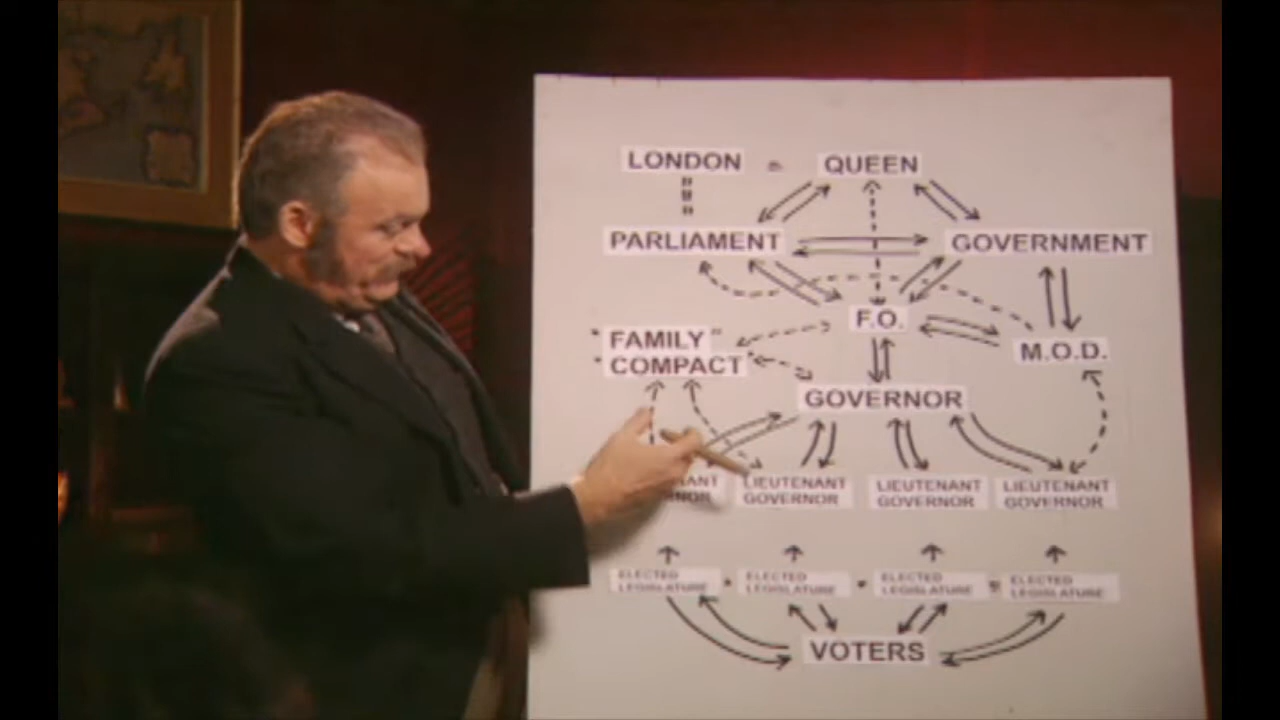 LONDON = QUEEN
PARLIAMENT GOVERNMENT
F.O.
" FAMILY "
" COMPACT "
M.O.D.
GOVERNOR
LIEUTENANT LIEUTENANT LIEUTENANT
GOVERNOR GOVERNOR GOVERNOR
ELECTED ELECTED ELECTED ELECTED
LEGISLATURE LEGISLATURE LEGISLATURE LEGISLATURE
VOTERS